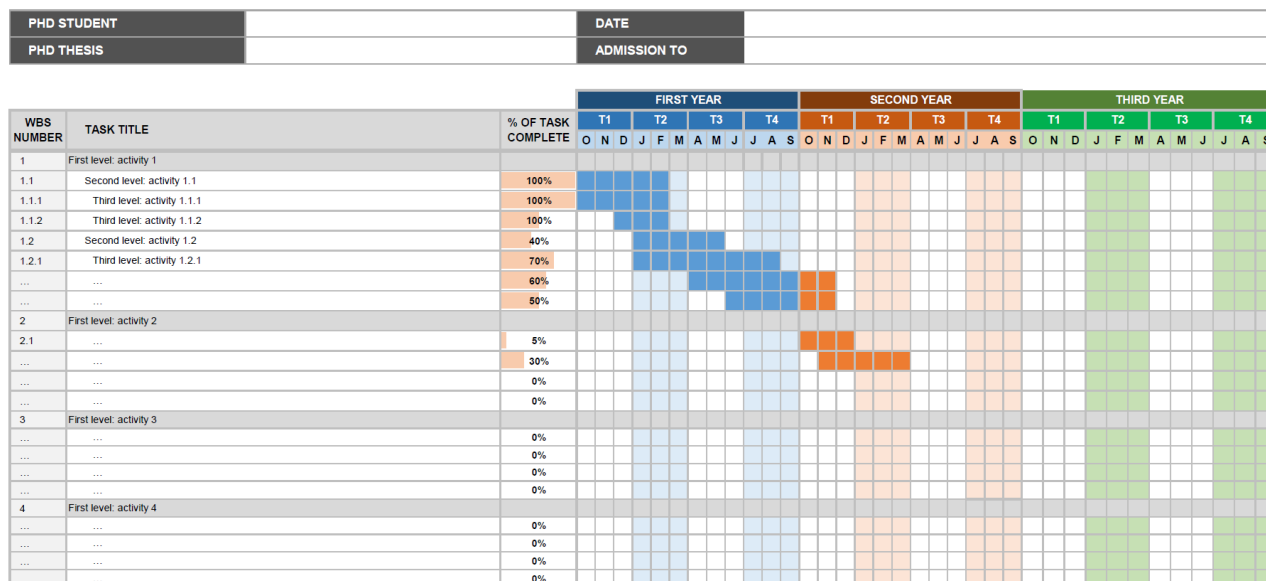 PHD STUDENT DATE
PHD THESIS ADMISSION TO
FIRST YEAR SECOND YEAR THIRD YEAR
WBS NUMBER TASK TITLE % OF TASK COMPLETE T1 T2 T3 T4 T1 T2 T3 T4 T1 T2 T3 T4
O N D J F M A M J J A S O N D J F M A M J J A S O N D J F M A M J J A S
1 First level: activity 1
1.1 Second level: activity 1.1 100%
1.1.1 Third level: activity 1.1.1 100%
1.1.2 Third level: activity 1.1.2 100%
1.2 Second level: activity 1.2 40%
1.2.1 Third level: activity 1.2.1 70%
... ... 60%
... ... 50%
2 First level: activity 2
2.1 ... 5%
... ... 30%
... ... 0%
... ... 0%
3 First level: activity 3
... ... 0%
... ... 0%
... ... 0%
... ... 0%
4 First level: activity 4
... ... 0%
... ... 0%
... ... 0%
0%